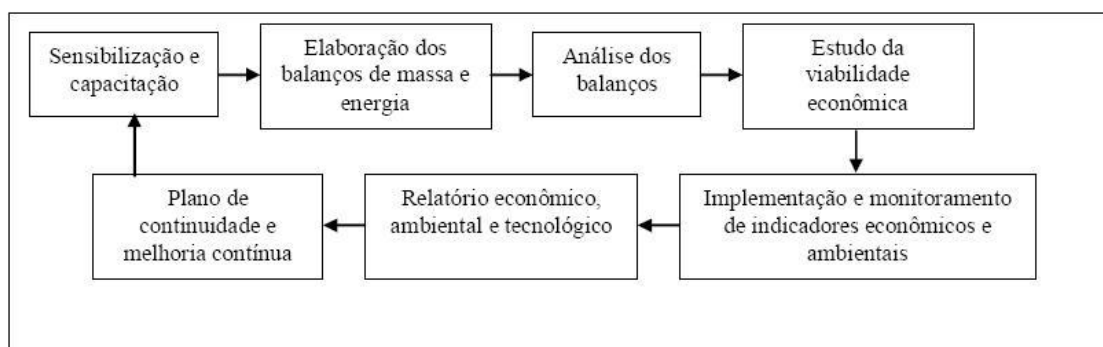 Sensibilização e
capacitação
Elaboração dos
balanços de massa e
energia
Análise dos
balanços
Estudo da
viabilidade
econômica
Implementação e monitoramento
de indicadores econômicos e
ambientais
Relatório econômico,
ambiental e tecnológico
Plano de
continuidade e
melhoria contínua